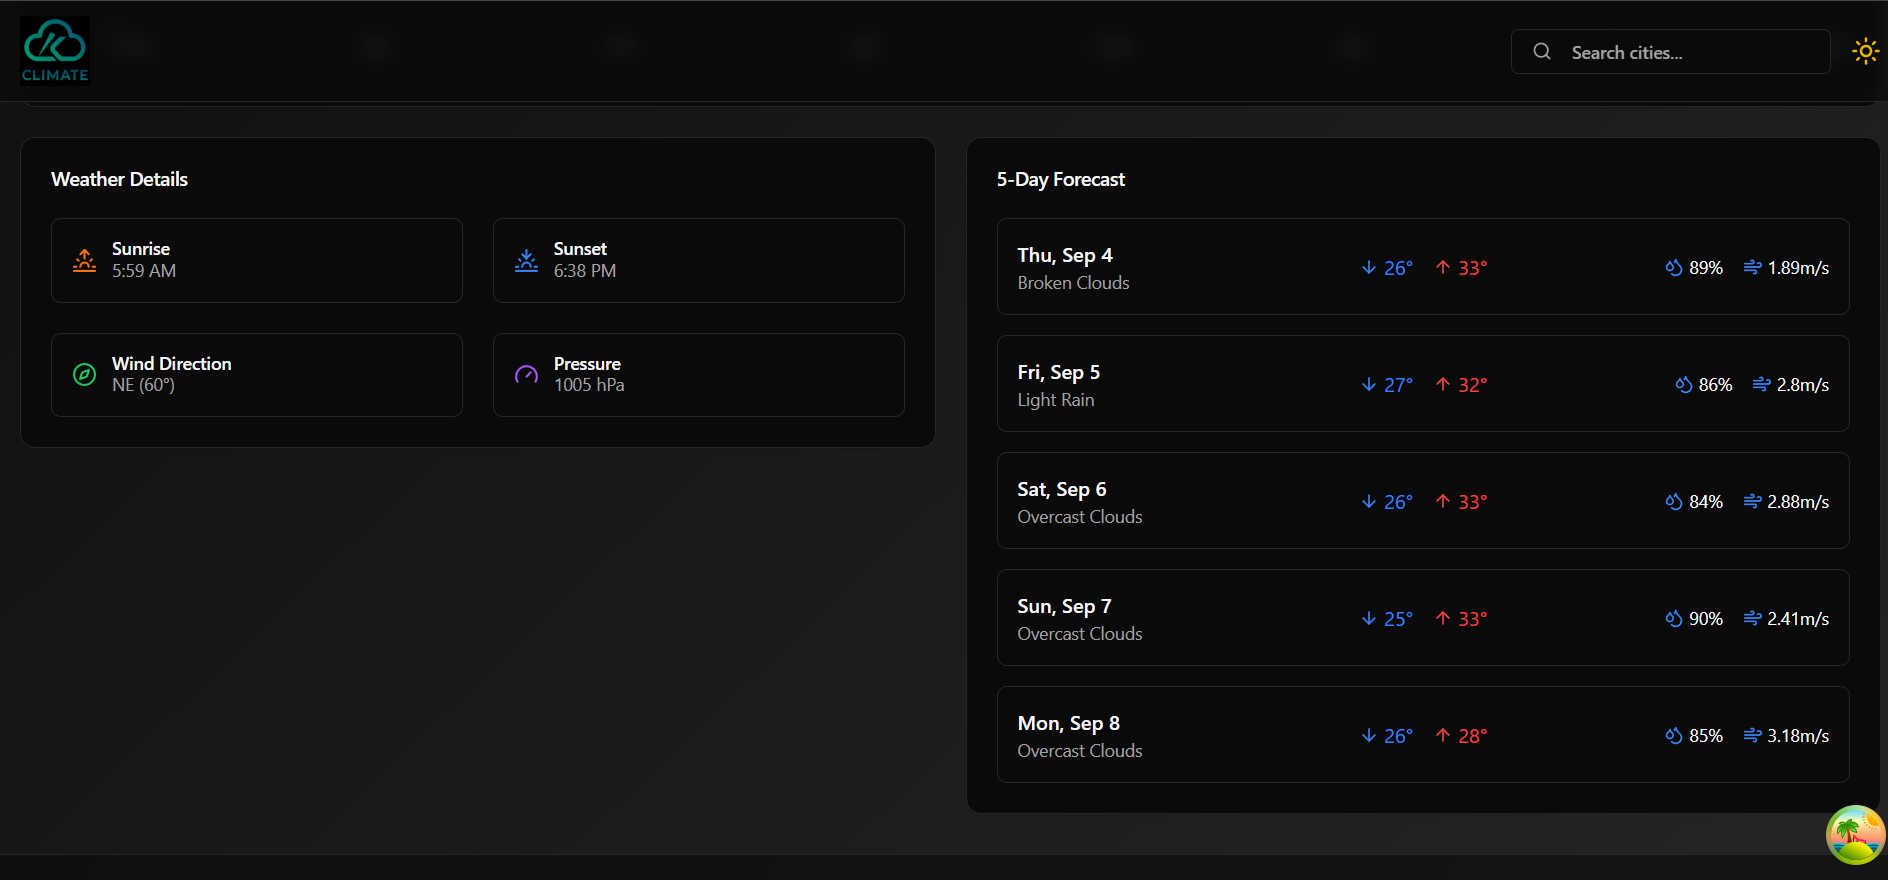 CLIMATE
Search cities...
Weather Details
Sunrise
5:59 AM
Sunset
6:38 PM
Wind Direction
NE (60°)
Pressure
1005 hPa
5-Day Forecast
Thu, Sep 4
Broken Clouds
26° 33° 89% 1.89m/s
Fri, Sep 5
Light Rain
27° 32° 86% 2.8m/s
Sat, Sep 6
Overcast Clouds
26° 33° 84% 2.88m/s
Sun, Sep 7
Overcast Clouds
25° 33° 90% 2.41m/s
Mon, Sep 8
Overcast Clouds
26° 28° 85% 3.18m/s